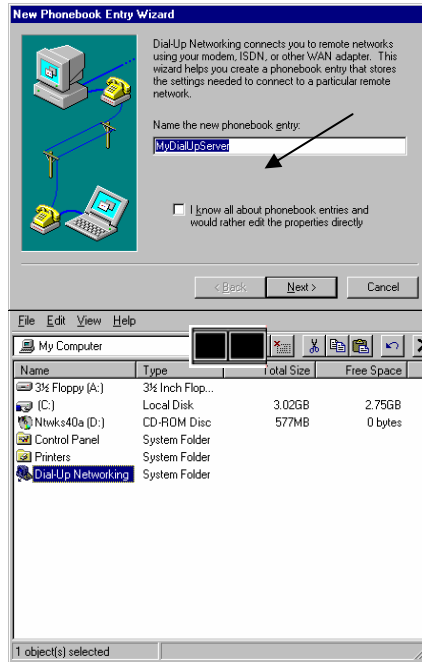 New Phonebook Entry Wizard
Dial-Up Networking connects you to remote networks
using your modem, ISDN, or other WAN adapter. This
wizard helps you create a phonebook entry that stores
the settings needed to connect to a particular remote
network.
Name the new phonebook entry:
MyDialUpServer
I know all about phonebook entries and
would rather edit the properties directly
< Back Next > Cancel
File Edit View Help
My Computer
Name Type Total Size Free Space
3½ Floppy (A:) 3½ Inch Flop...
(C:) Local Disk 3.02GB 2.75GB
Ntwks40a (D:) CD-ROM Disc 577MB 0 bytes
Control Panel System Folder
Printers System Folder
Dial-Up Networking System Folder
1 object(s) selected